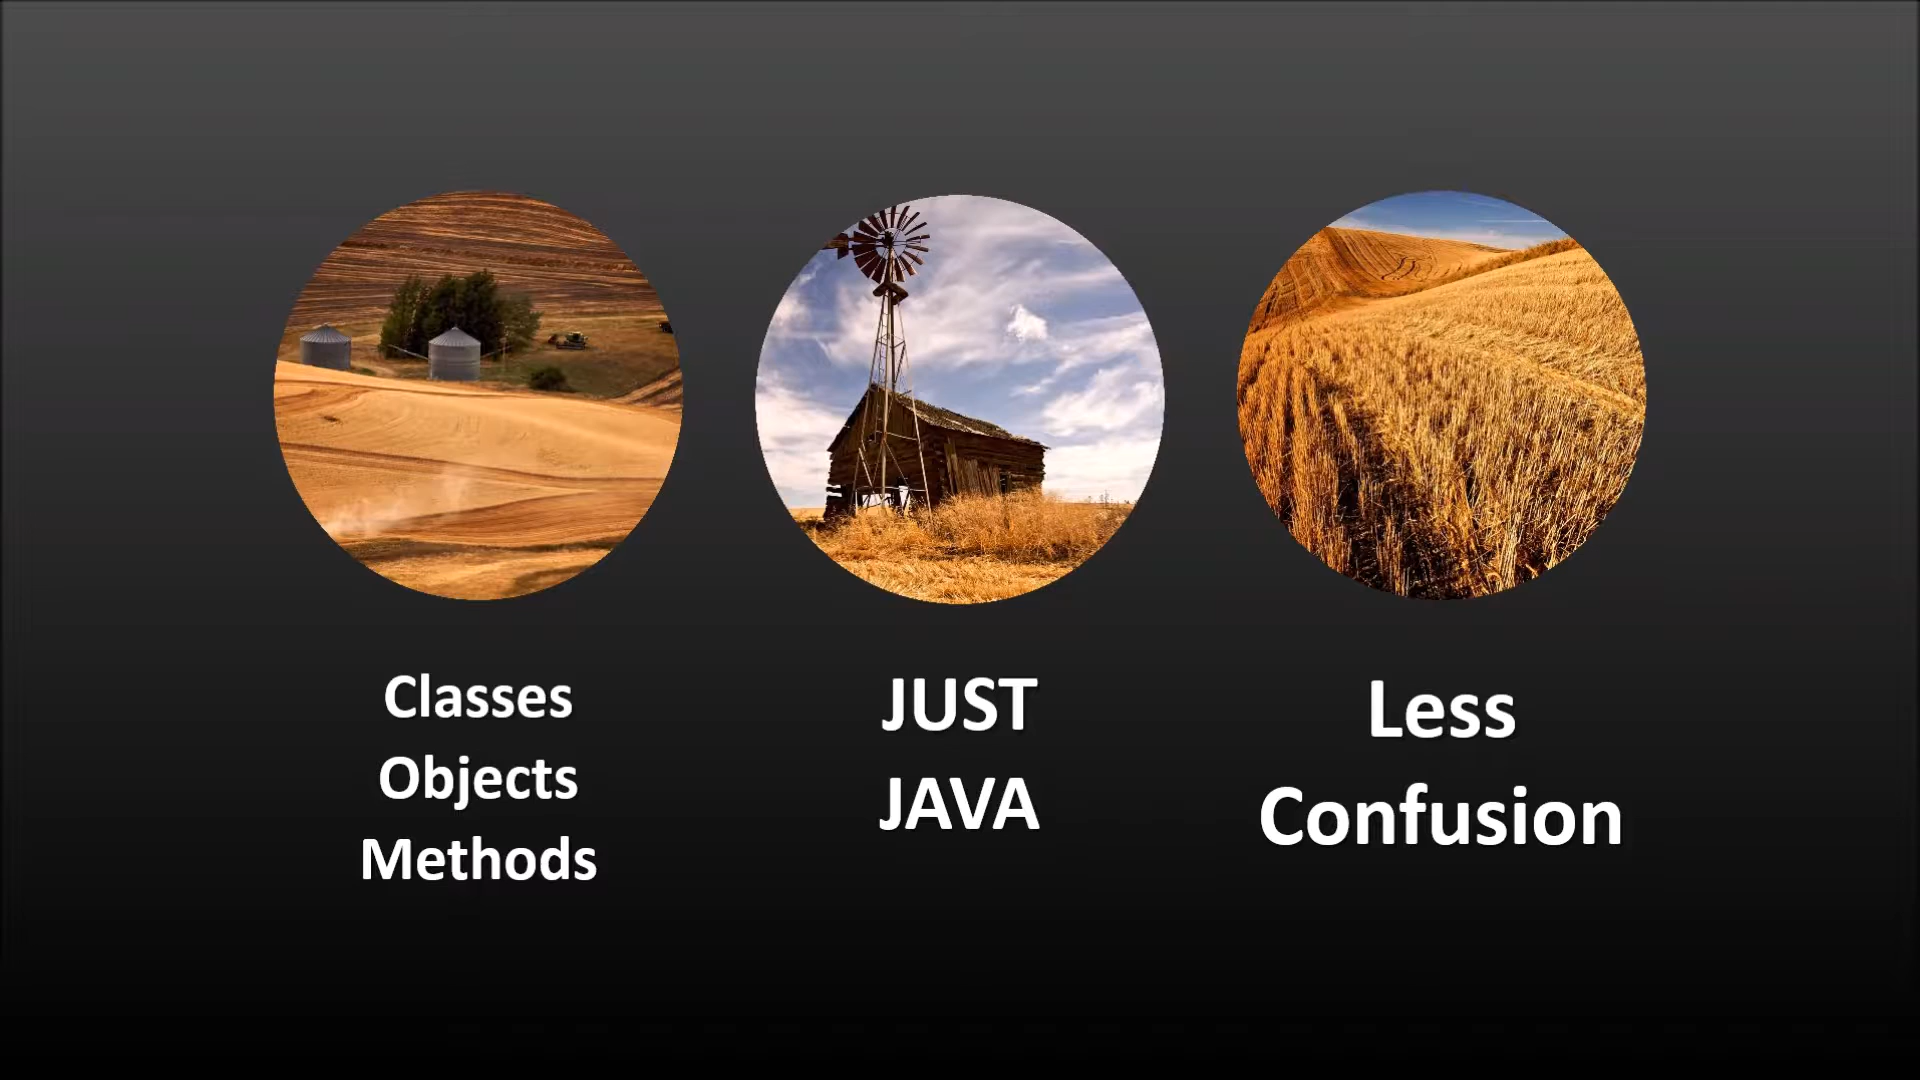 Classes
Objects
Methods
JUST
JAVA
Less
Confusion